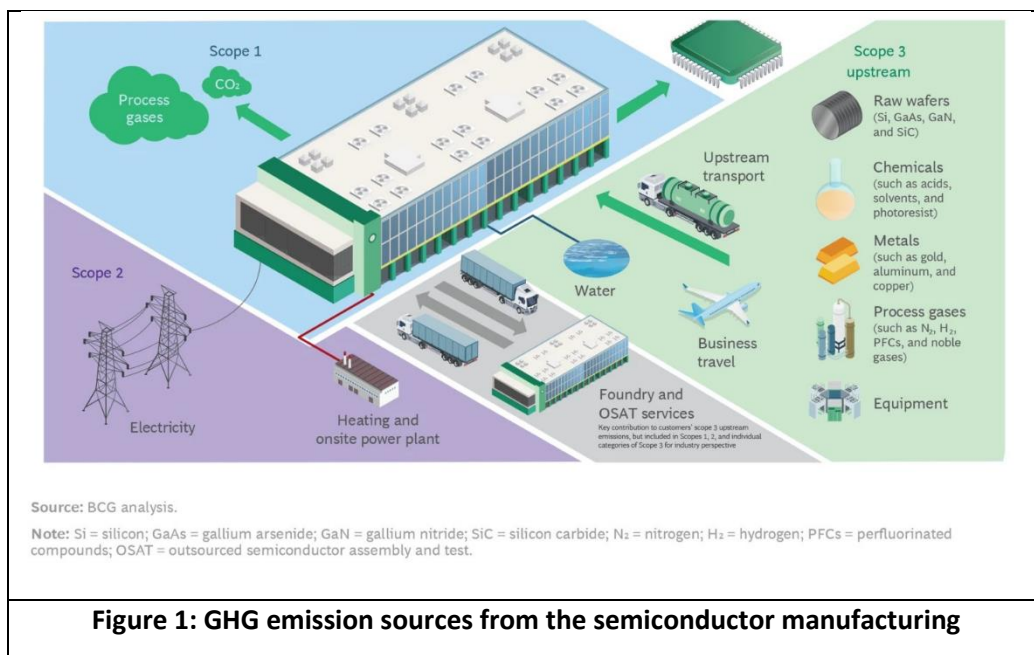 Scope 1
CO₂
Process
gases
Scope 2
Electricity
Heating and
onsite power plant
Water
Upstream
transport
Business
travel
Foundry and
OSAT services
Key contribution to customers' scope 3 upstream
emissions, but included in Scopes 1, 2, and individual
categories of Scope 3 for industry perspective
Scope 3
upstream
Raw wafers
(Si, GaAs, GaN,
and SiC)
Chemicals
(such as acids,
solvents, and
photoresist)
Metals
(such as gold,
aluminum, and
copper)
Process gases
(such as N₂, H₂,
PFCs, and noble
gases)
Equipment
Source: BCG analysis.
Note: Si = silicon; GaAs = gallium arsenide; GaN = gallium nitride; SiC = silicon carbide; N₂ = nitrogen; H₂ = hydrogen; PFCs = perfluorinated
compounds; OSAT = outsourced semiconductor assembly and test.
Figure 1: GHG emission sources from the semiconductor manufacturing